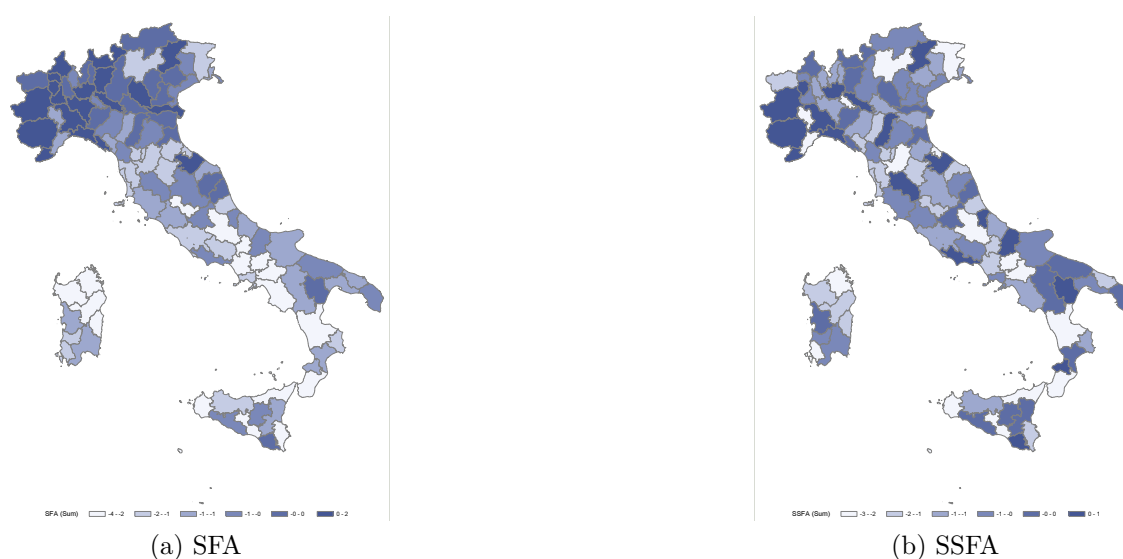 SFA (Sum) -4 - -2 -2 - -1 -1 - -1 -1 - -0 -0 - 0 0 - 2
SSFA (Sum) -3 - -2 -2 - -1 -1 - -1 -1 - -0 -0 - 0 0 - 1
(a) SFA
(b) SSFA